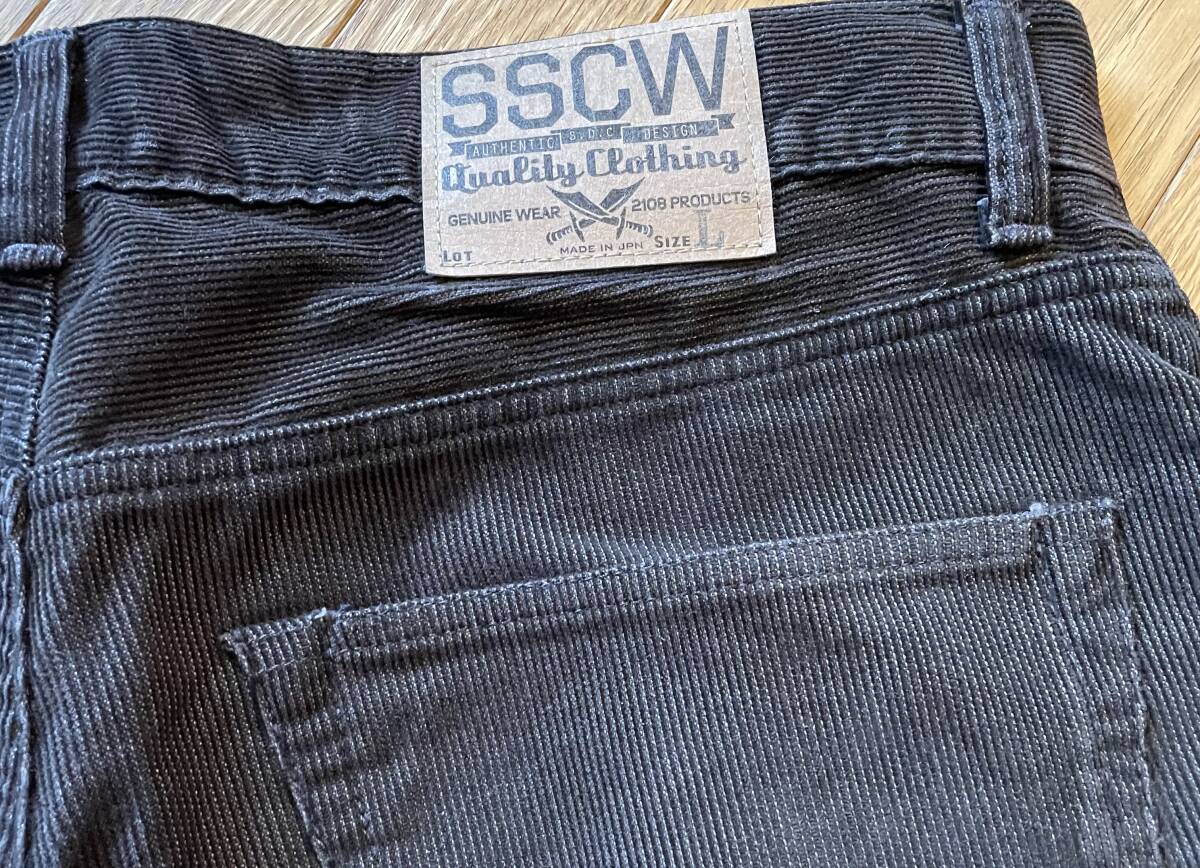 SSCW
AUTHENTIC S.D.C DESIGN
Quality Clothing
GENUINE WEAR 2108 PRODUCTS
MADE IN JPN
LOT SIZE L